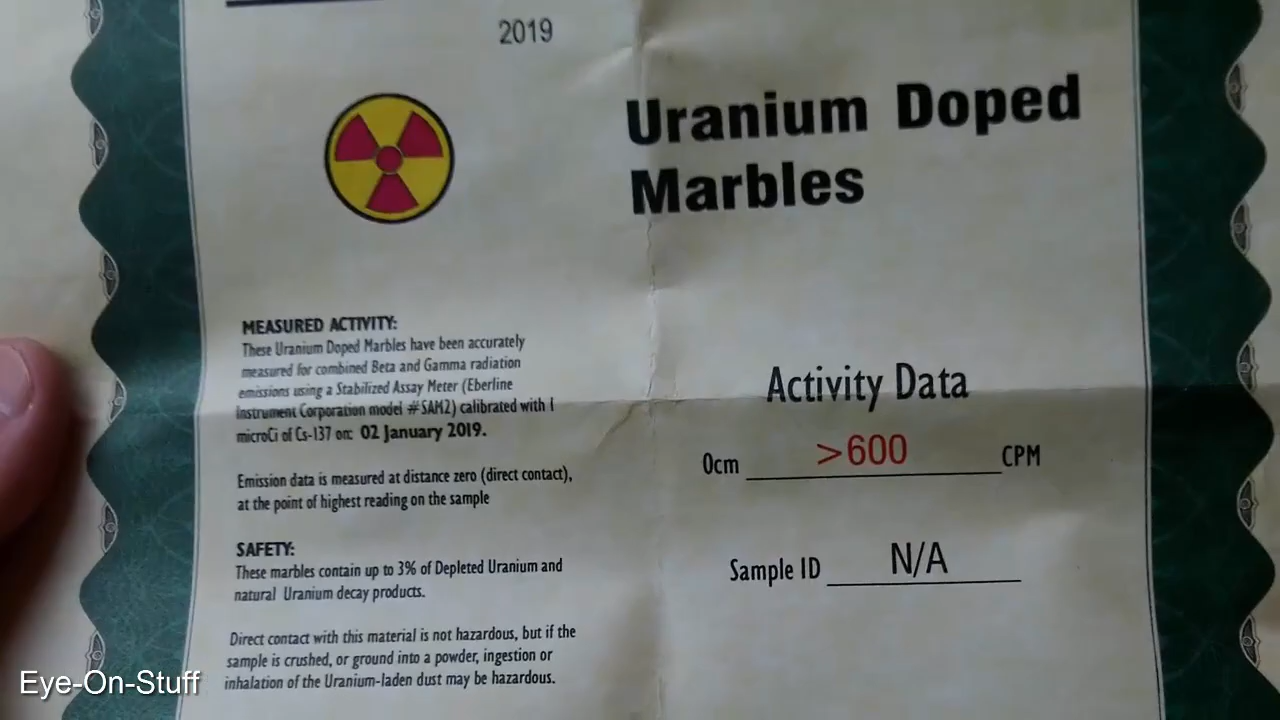 2019
Uranium Doped
Marbles
MEASURED ACTIVITY:
These Uranium Doped Marbles have been accurately
measured for combined Beta and Gamma radiation
emissions using a Stabilized Assay Meter (Eberline
Instrument Corporation model #SAM2) calibrated with 1
microCi of Cs-137 on: 02 January 2019.
Emission data is measured at distance zero (direct contact),
at the point of highest reading on the sample
SAFETY:
These marbles contain up to 3% of Depleted Uranium and
natural Uranium decay products.
Direct contact with this material is not hazardous, but if the
sample is crushed, or ground into a powder, ingestion or
inhalation of the Uranium-laden dust may be hazardous.
Activity Data
0cm >600 CPM
Sample ID N/A
Eye-On-Stuff